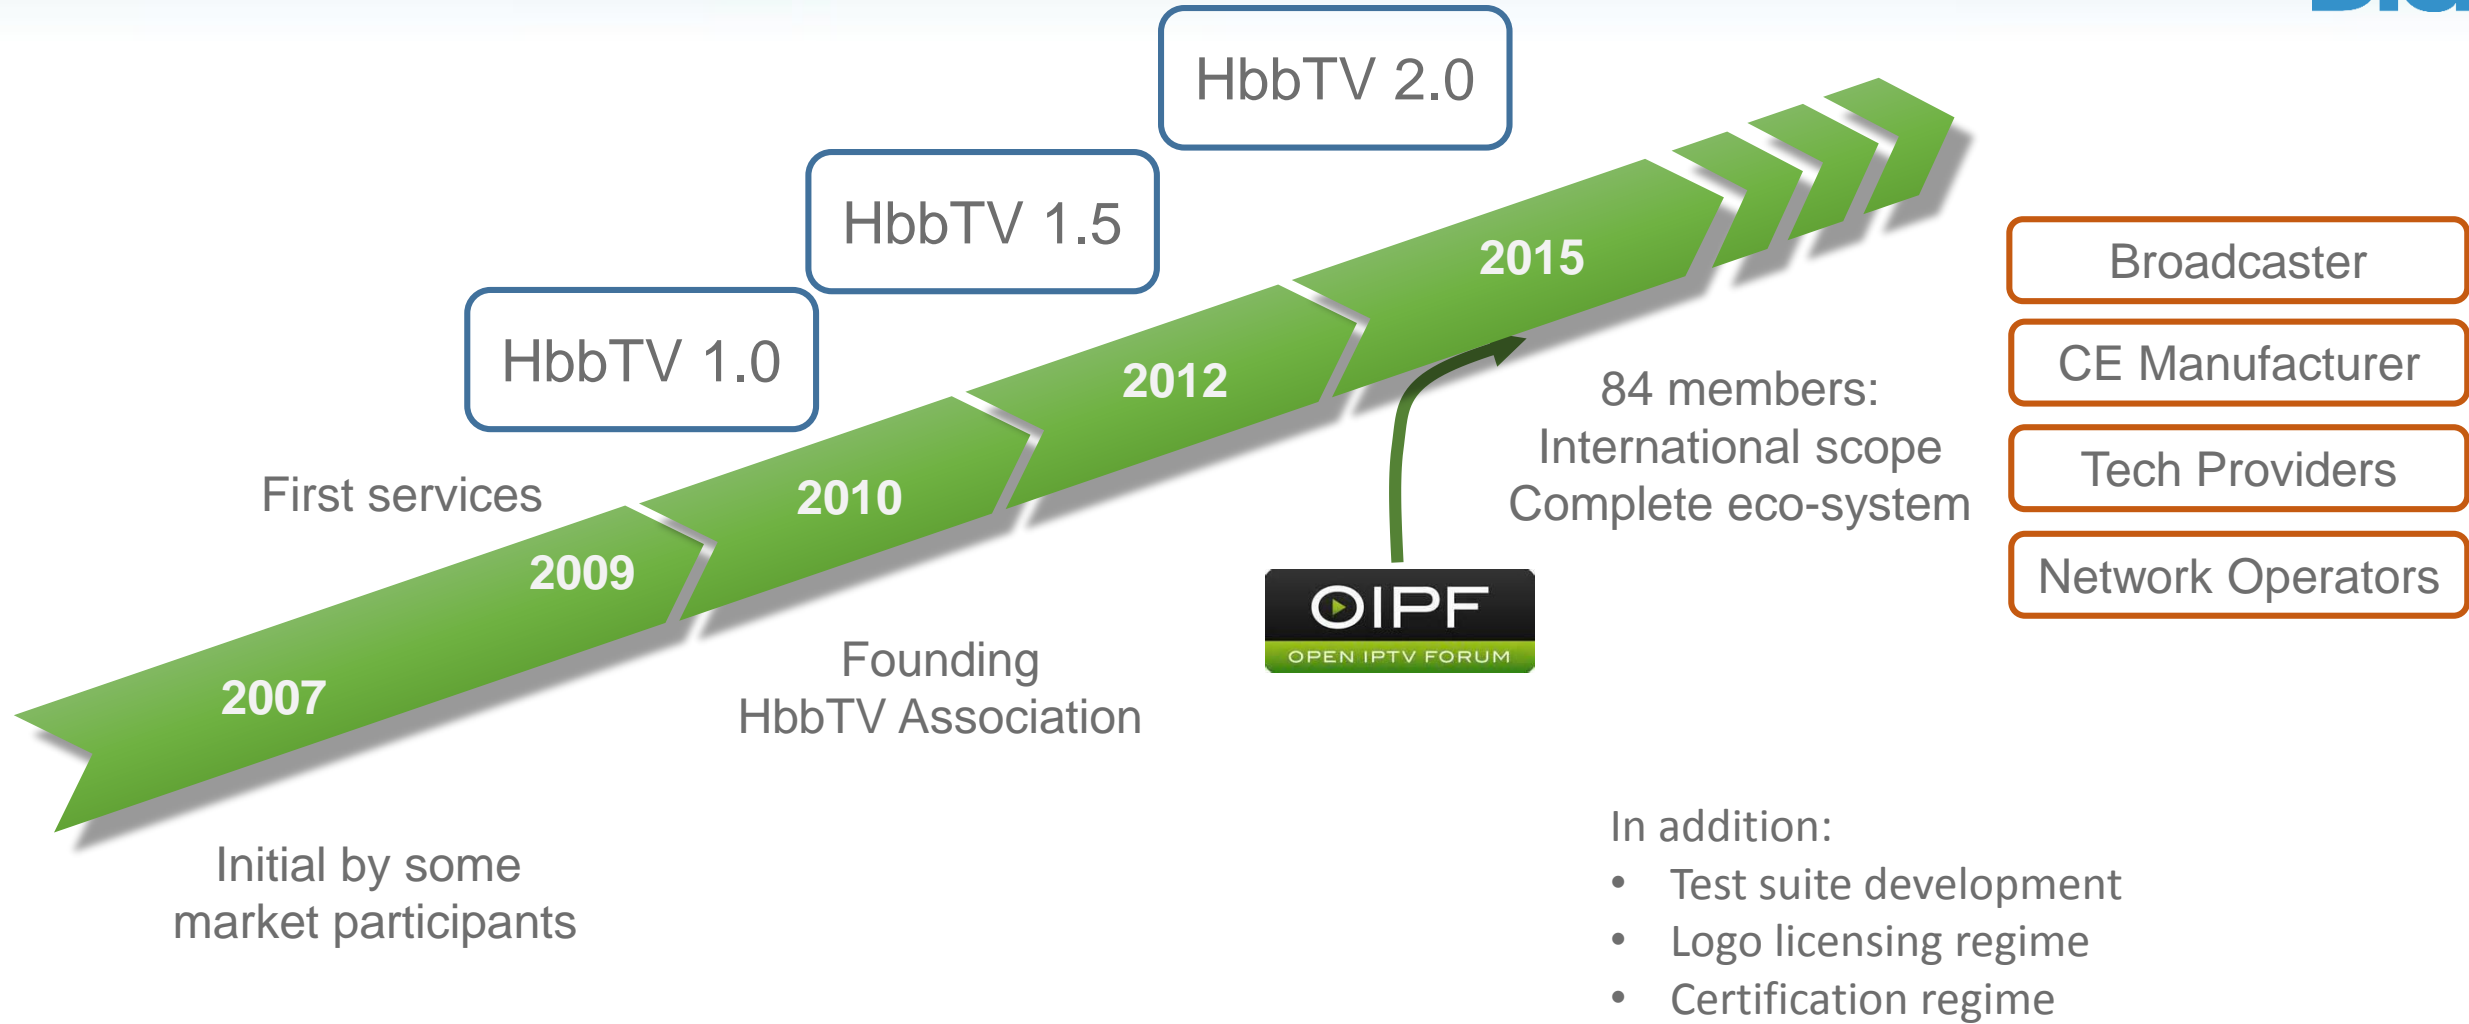 HbbTV 2.0
HbbTV 1.5
HbbTV 1.0
First services
2007
2009
2010
2012
2015
Initial by some
market participants
Founding
HbbTV Association
OIPF
OPEN IPTV FORUM
84 members:
International scope
Complete eco-system
Broadcaster
CE Manufacturer
Tech Providers
Network Operators
In addition:
• Test suite development
• Logo licensing regime
• Certification regime